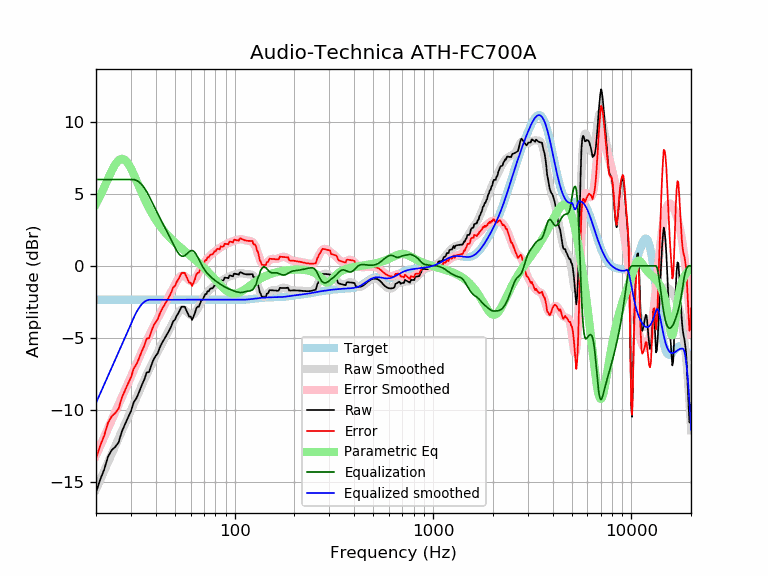 Audio-Technica ATH-FC700A
Amplitude (dBr)
10
5
0
−5
−10
−15
100
1000
10000
Frequency (Hz)
Target
Raw Smoothed
Error Smoothed
Raw
Error
Parametric Eq
Equalization
Equalized smoothed